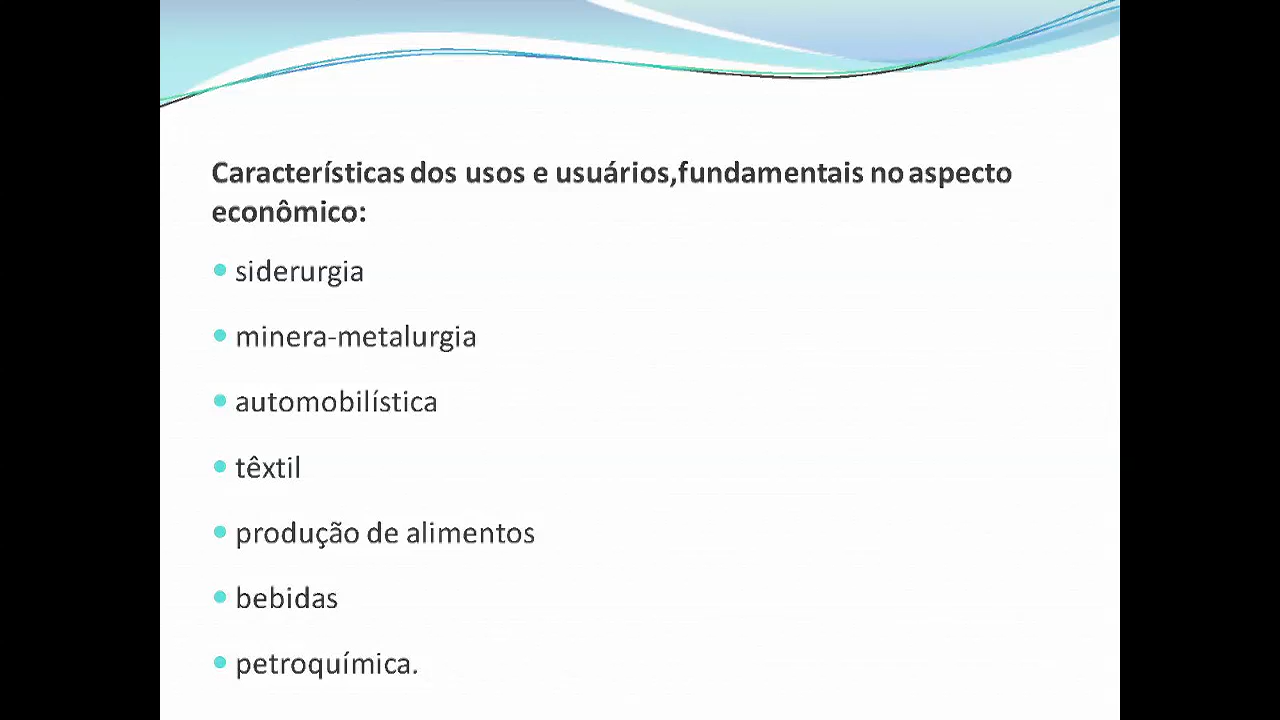 Características dos usos e usuários,fundamentais no aspecto
econômico:
siderurgia
minera-metalurgia
automobilística
têxtil
produção de alimentos
bebidas
petroquímica.